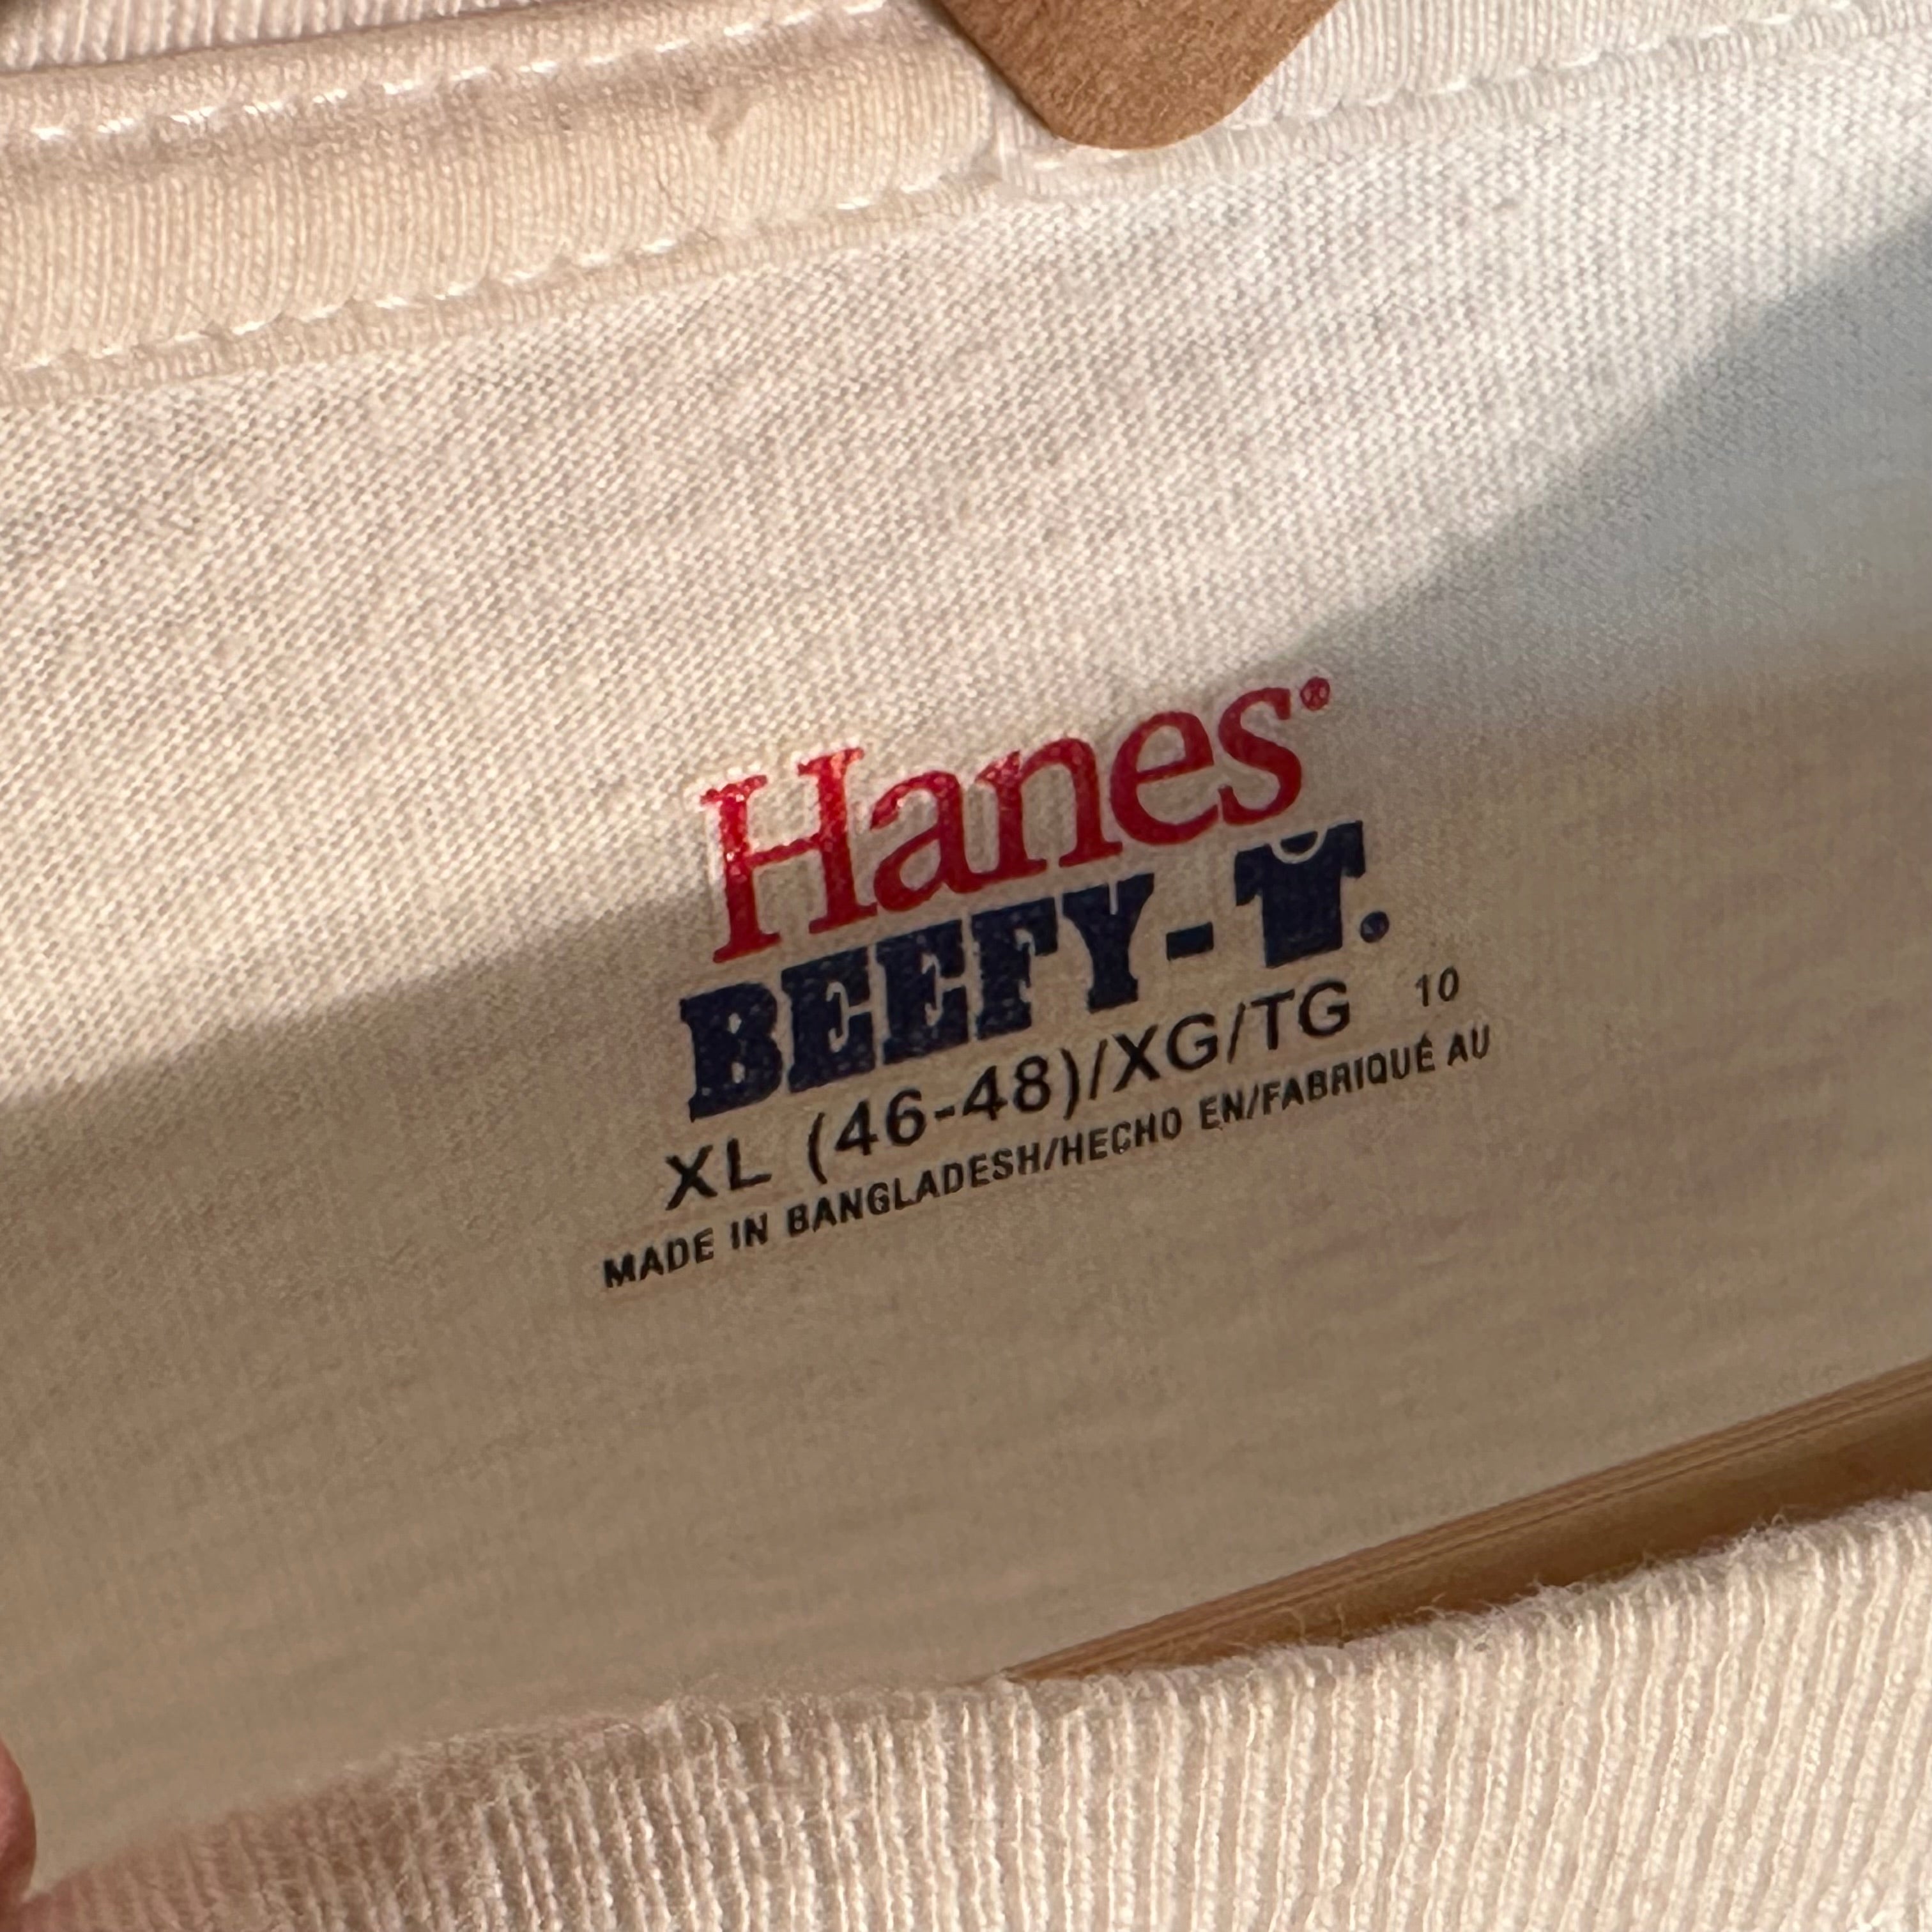 Hanes®
BEEFY-T.
XL (46-48)/XG/TG 10
MADE IN BANGLADESH/HECHO EN/FABRIQUÉ AU